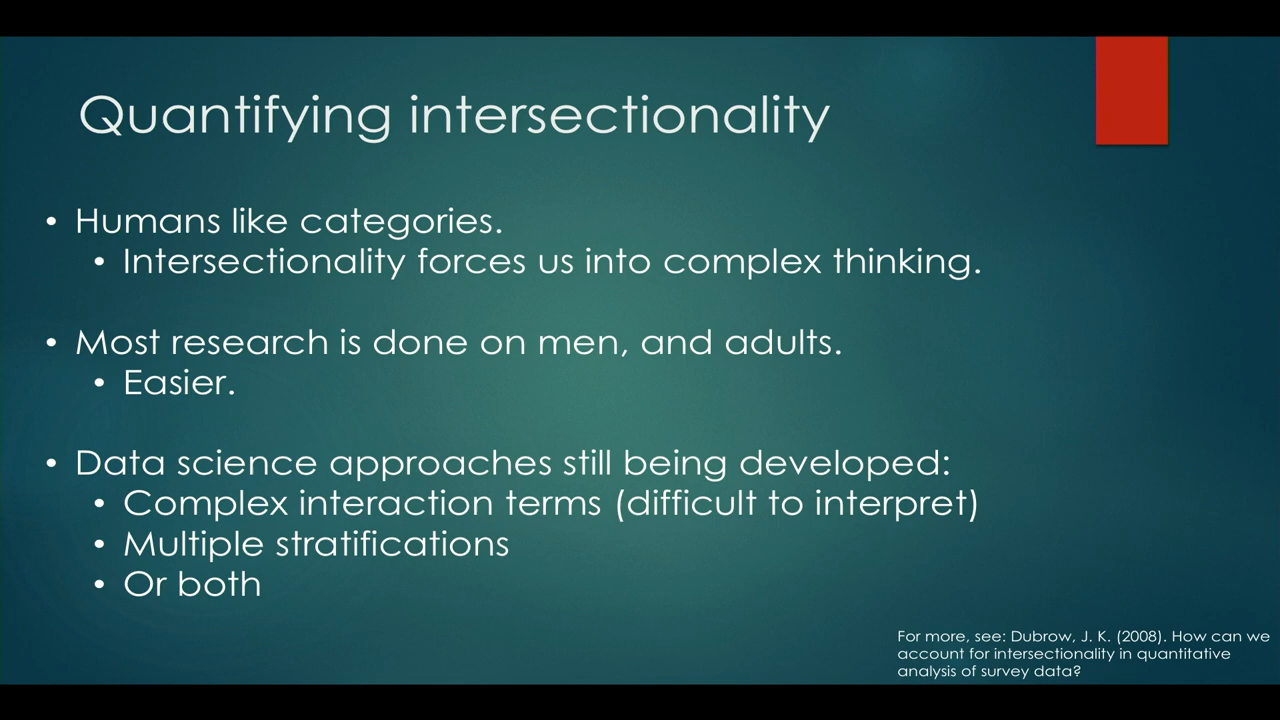 Quantifying intersectionality
• Humans like categories.
• Intersectionality forces us into complex thinking.
• Most research is done on men, and adults.
• Easier.
• Data science approaches still being developed:
• Complex interaction terms (difficult to interpret)
• Multiple stratifications
• Or both
For more, see: Dubrow, J. K. (2008). How can we
account for intersectionality in quantitative
analysis of survey data?